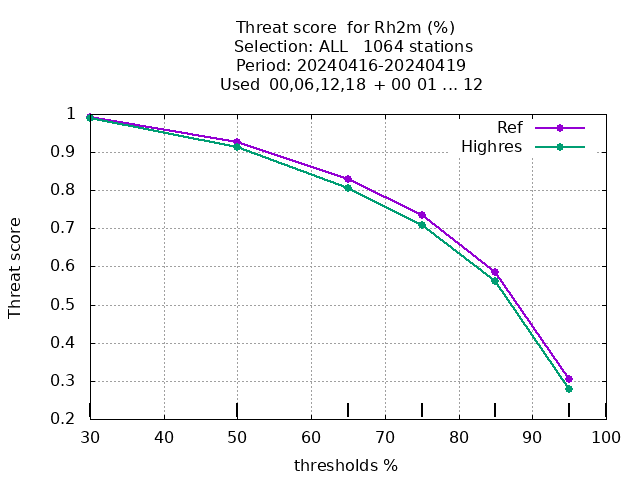 Threat score  for Rh2m (%)
Selection: ALL   1064 stations
Period: 20240416-20240419
Used  00,06,12,18  + 00 01 ... 12
Ref
Highres
1
0.9
0.8
0.7
0.6
0.5
0.4
0.3
0.2
Threat score
30 40 50 60 70 80 90 100
thresholds %